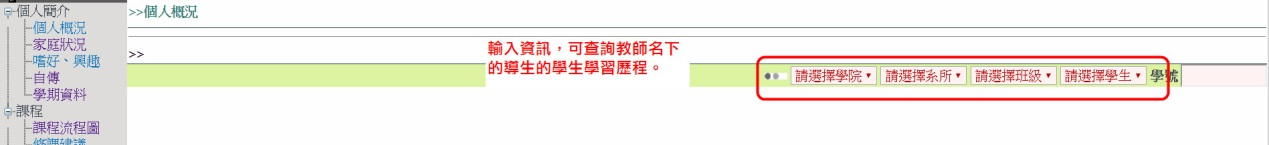 個人簡介
個人概況
家庭狀況
嗜好、興趣
自傳
學期資料
課程
課程流程圖
修課建議
>>個人概況
>>
輸入資訊，可查詢教師名下
的導生的學生學習歷程。
請選擇學院 請選擇系所 請選擇班級 請選擇學生 學號